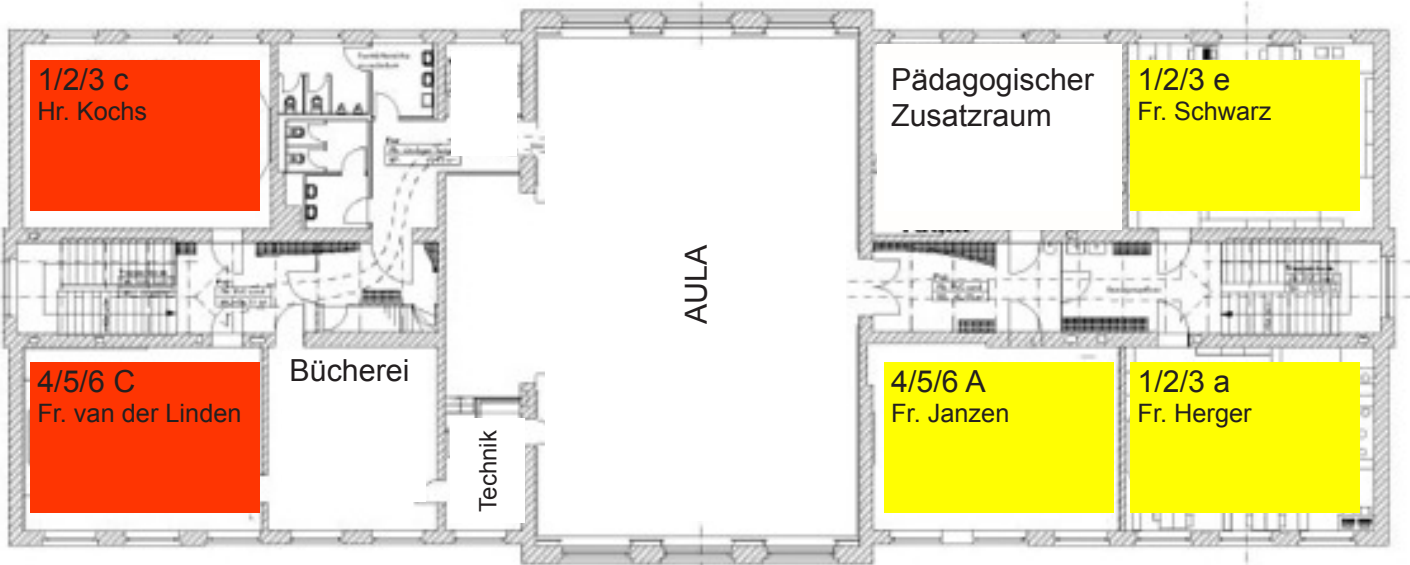 1/2/3 c
Hr. Kochs
Pädagogischer
Zusatzraum
1/2/3 e
Fr. Schwarz
AULA
4/5/6 C
Fr. van der Linden
Bücherei
Technik
4/5/6 A
Fr. Janzen
1/2/3 a
Fr. Herger